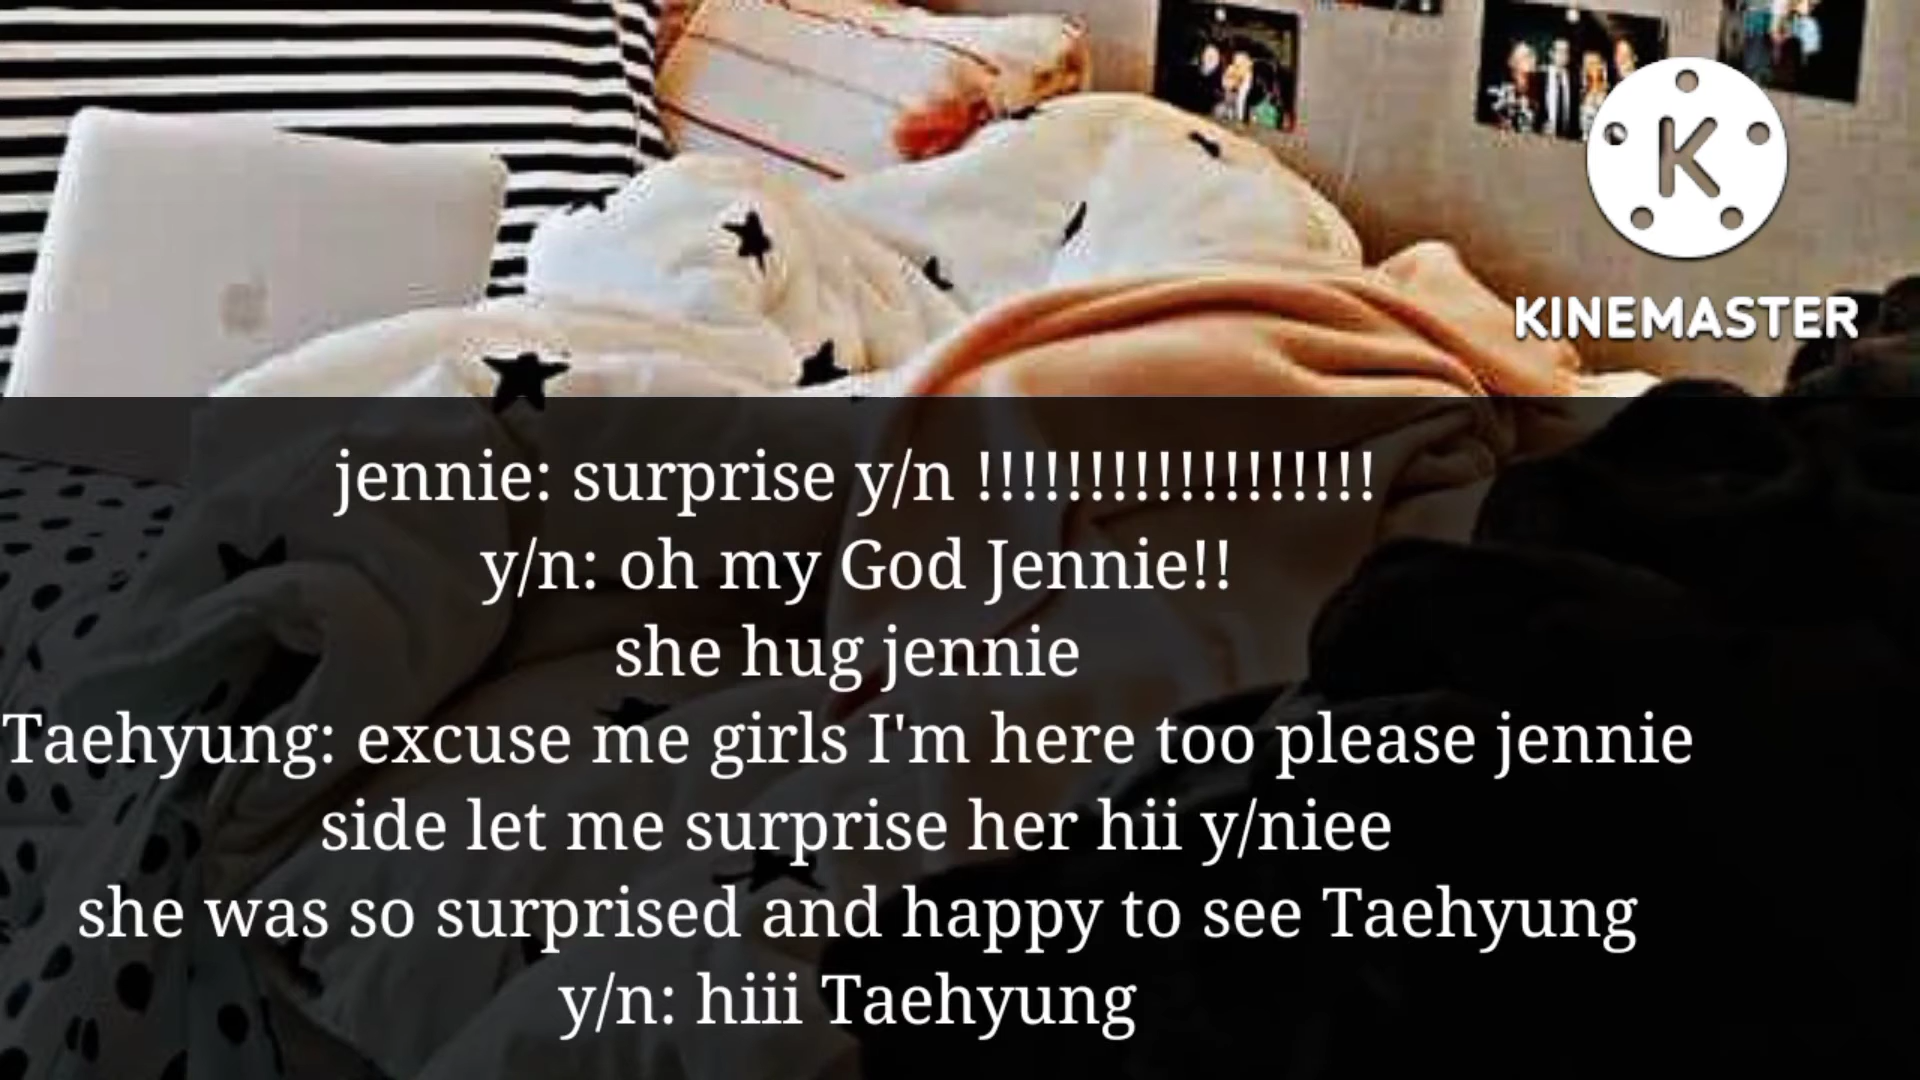 K
KINEMASTER
jennie: surprise y/n !!!!!!!!!!!!!!!!!!!
y/n: oh my God Jennie!!
she hug jennie
Taehyung: excuse me girls I'm here too please jennie
side let me surprise her hii y/niee
she was so surprised and happy to see Taehyung
y/n: hiii Taehyung